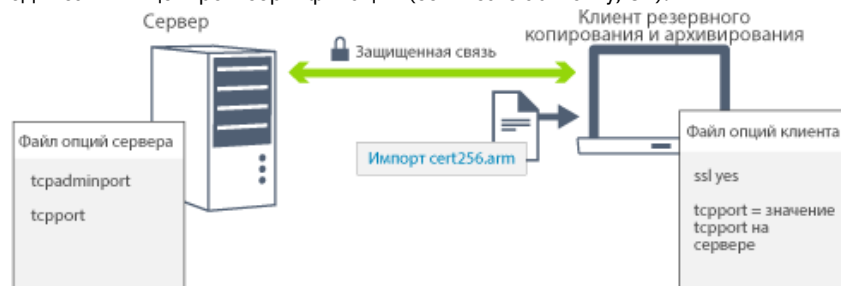 Сервер
Клиент резервного
копирования и архивирования
Защищенная связь
Файл опций сервера
tcpadminport
tcpport
Импорт cert256.arm
Файл опций клиента
ssl yes
tcpport = значение
tcpport на
сервере